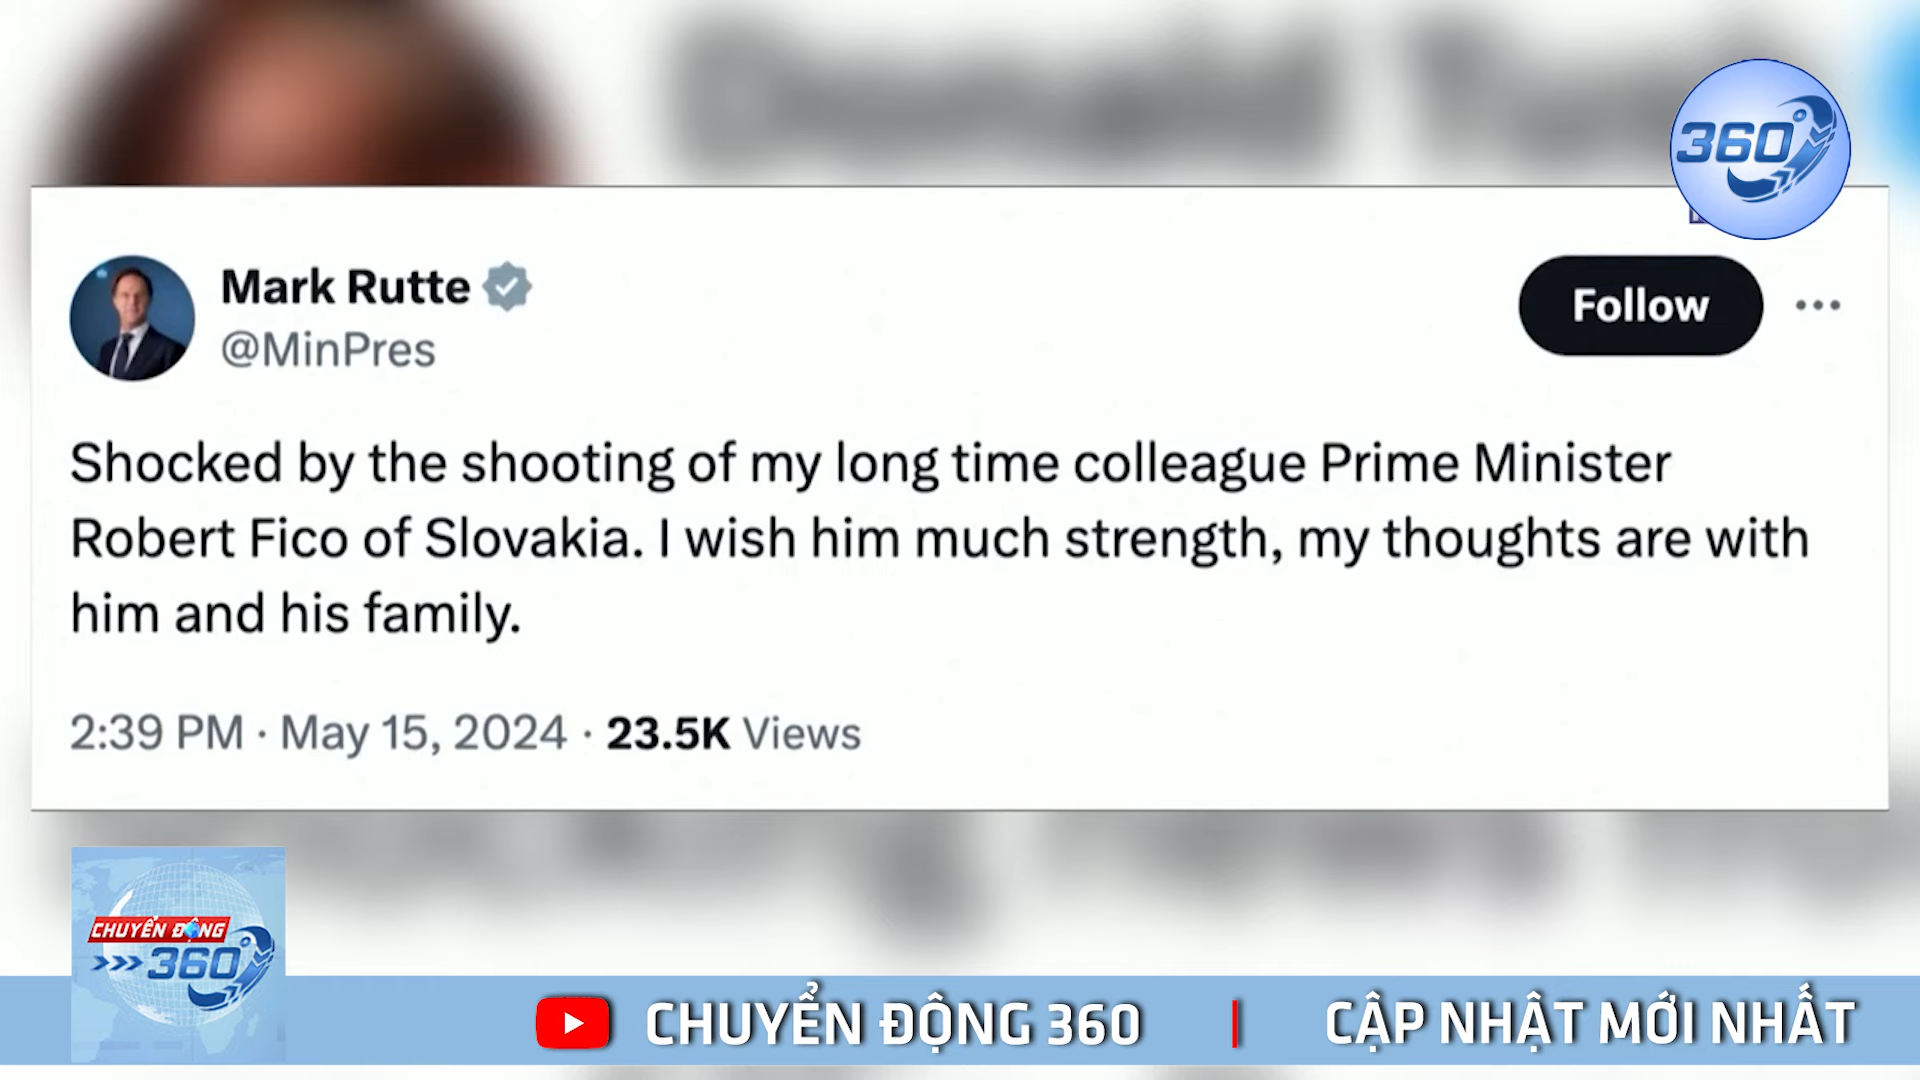 360°
Mark Rutte
@MinPres
Follow
Shocked by the shooting of my long time colleague Prime Minister
Robert Fico of Slovakia. I wish him much strength, my thoughts are with
him and his family.
2:39 PM · May 15, 2024 · 23.5K Views
CHUYỂN ĐỘNG
>>> 360°
CHUYỂN ĐỘNG 360 | CẬP NHẬT MỚI NHẤT